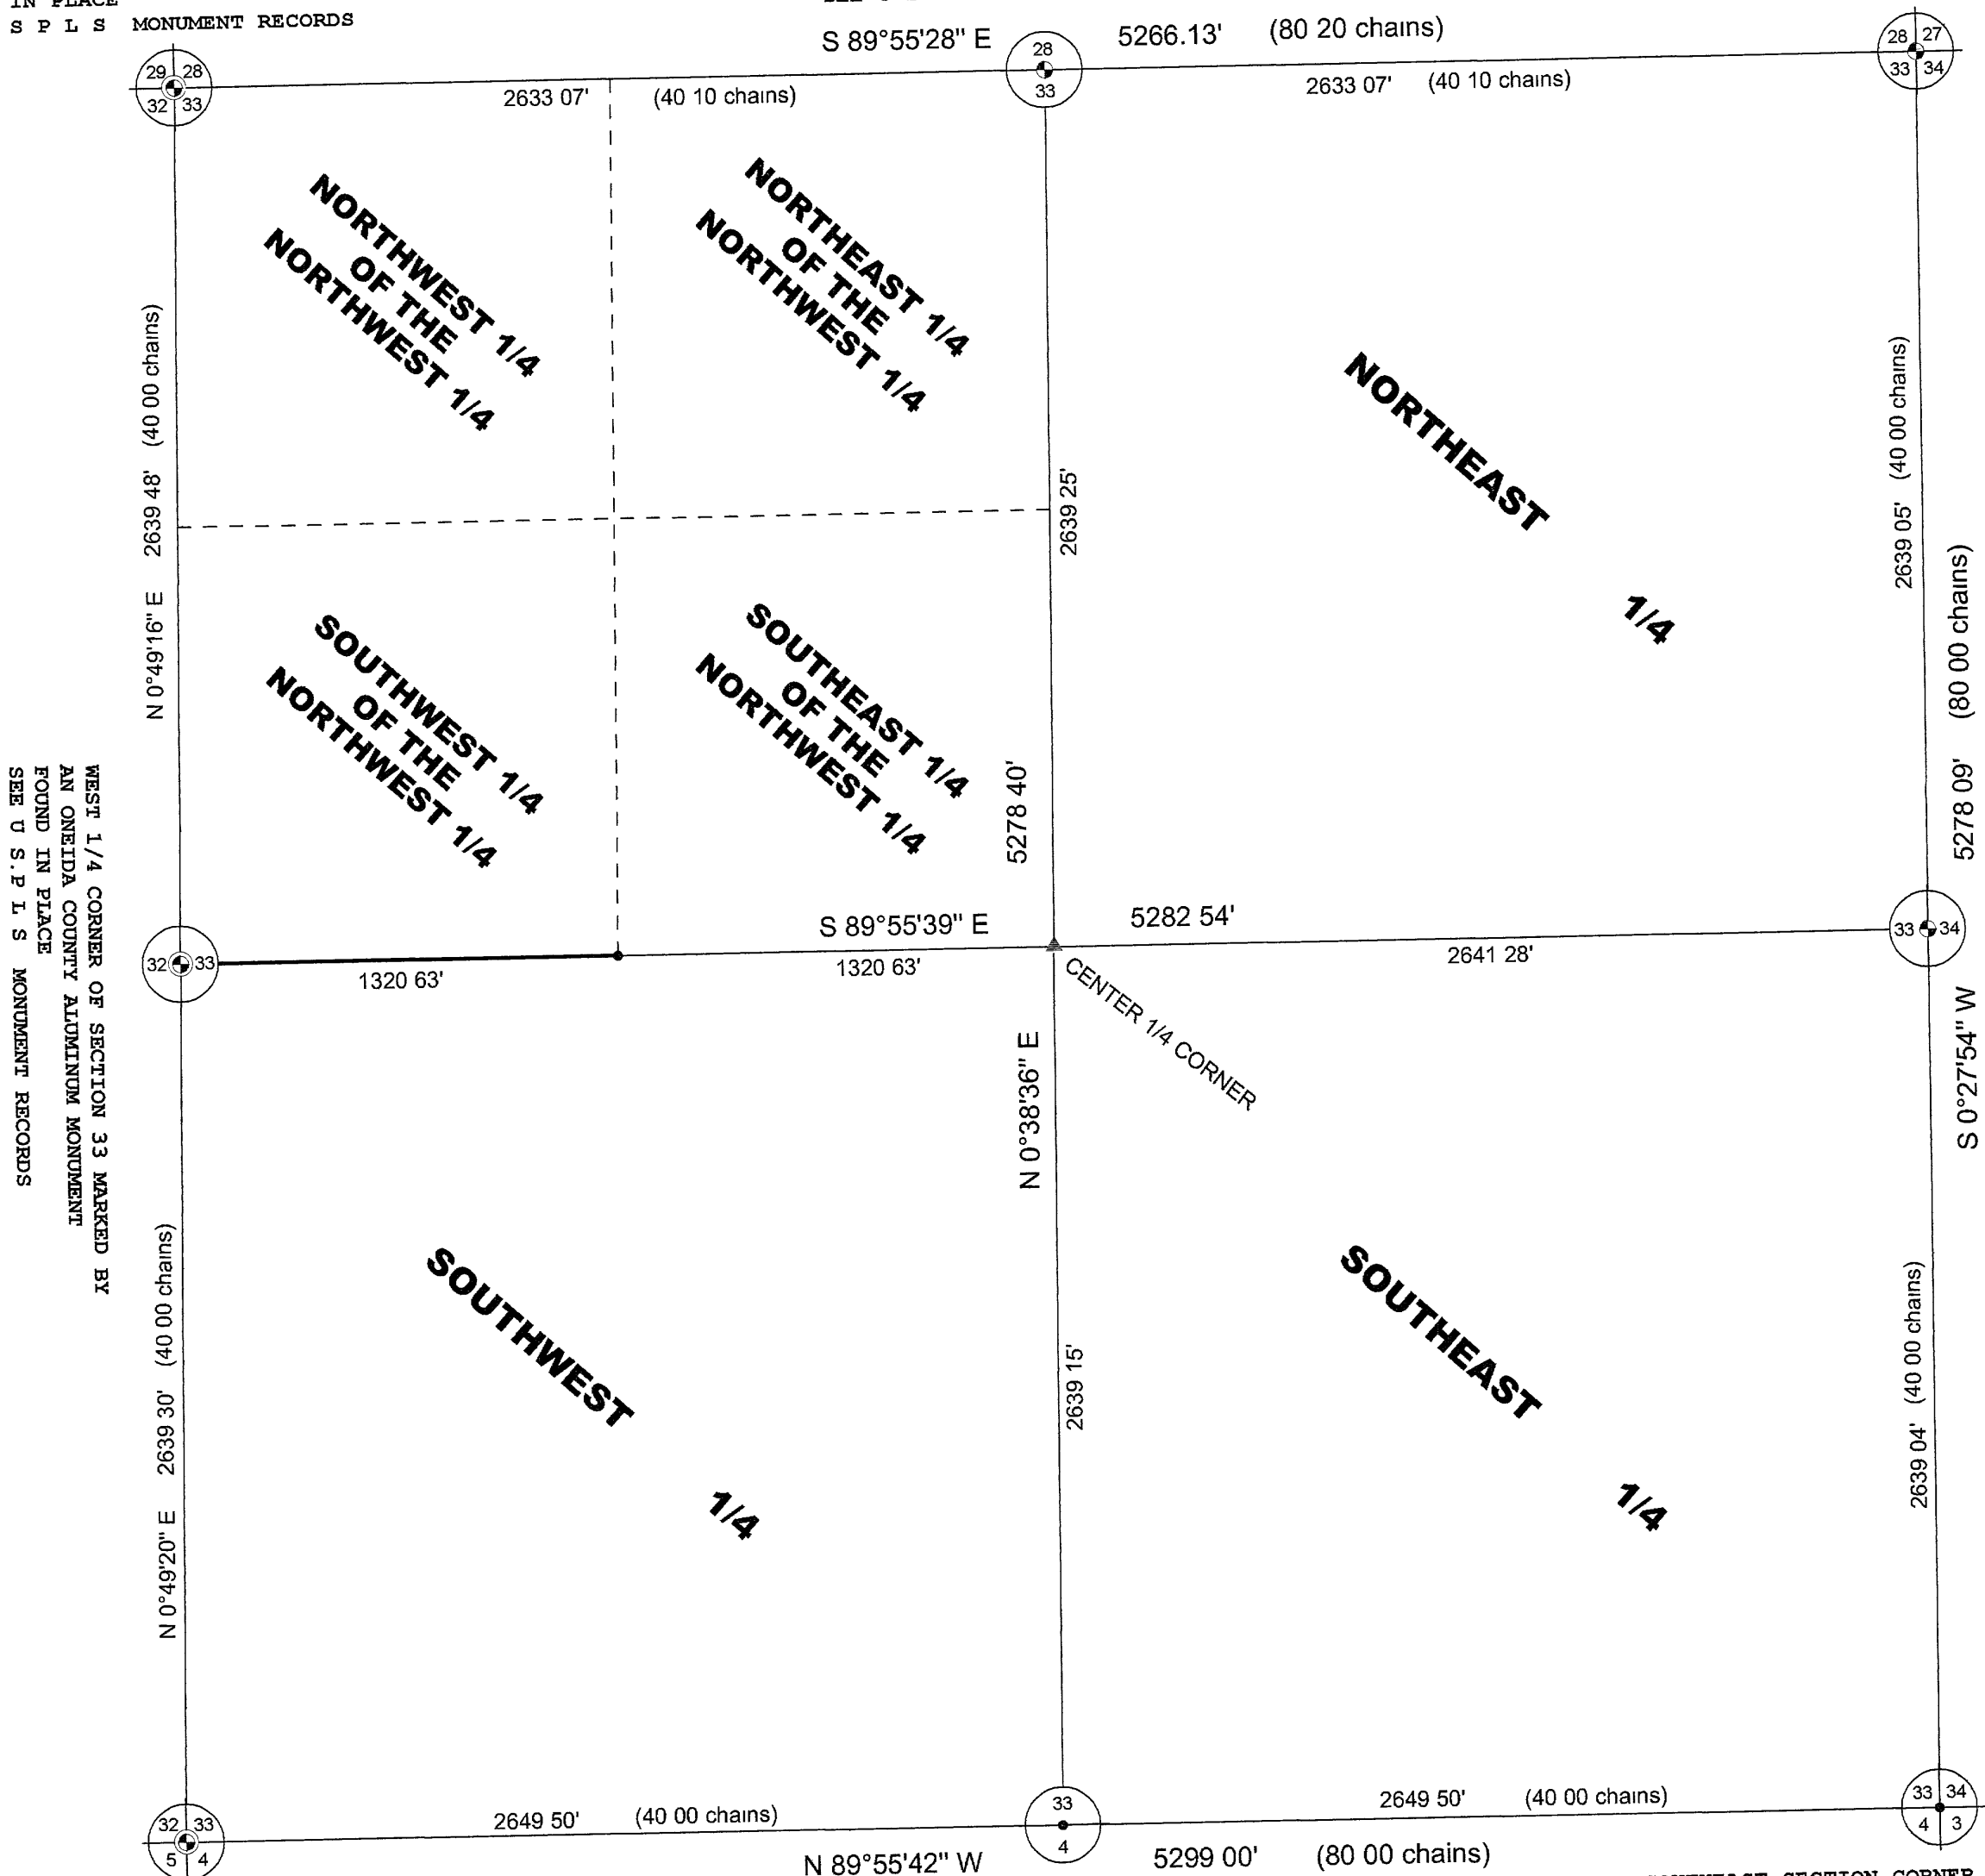 IN PLACE
S P L S MONUMENT RECORDS
S 89°55'28" E 5266.13' (80 20 chains)
29 28
32 33
28
33
28 27
33 34
2633 07' (40 10 chains)
2633 07' (40 10 chains)
NORTHWEST 1/4
OF THE
NORTHWEST 1/4
NORTHEAST 1/4
OF THE
NORTHWEST 1/4
NORTHEAST 1/4
N 0°49'16" E 2639 48' (40 00 chains)
2639 25'
2639 05' (40 00 chains)
SOUTHWEST 1/4
OF THE
NORTHWEST 1/4
SOUTHEAST 1/4
OF THE
NORTHWEST 1/4
5278 40'
S 0°27'54" W 5278 09' (80 00 chains)
WEST 1/4 CORNER OF SECTION 33 MARKED BY
AN ONEIDA COUNTY ALUMINUM MONUMENT
FOUND IN PLACE
SEE U S.P L S MONUMENT RECORDS
S 89°55'39" E 5282 54'
32 33
33 34
1320 63'
1320 63'
2641 28'
CENTER 1/4 CORNER
N 0°38'36" E
SOUTHWEST 1/4
SOUTHEAST 1/4
N 0°49'20" E 2639 30' (40 00 chains)
2639 15'
2639 04' (40 00 chains)
2649 50' (40 00 chains)
2649 50' (40 00 chains)
32 33
5 4
33
4
33 34
4 3
N 89°55'42" W 5299 00' (80 00 chains)
SECTION CORNER